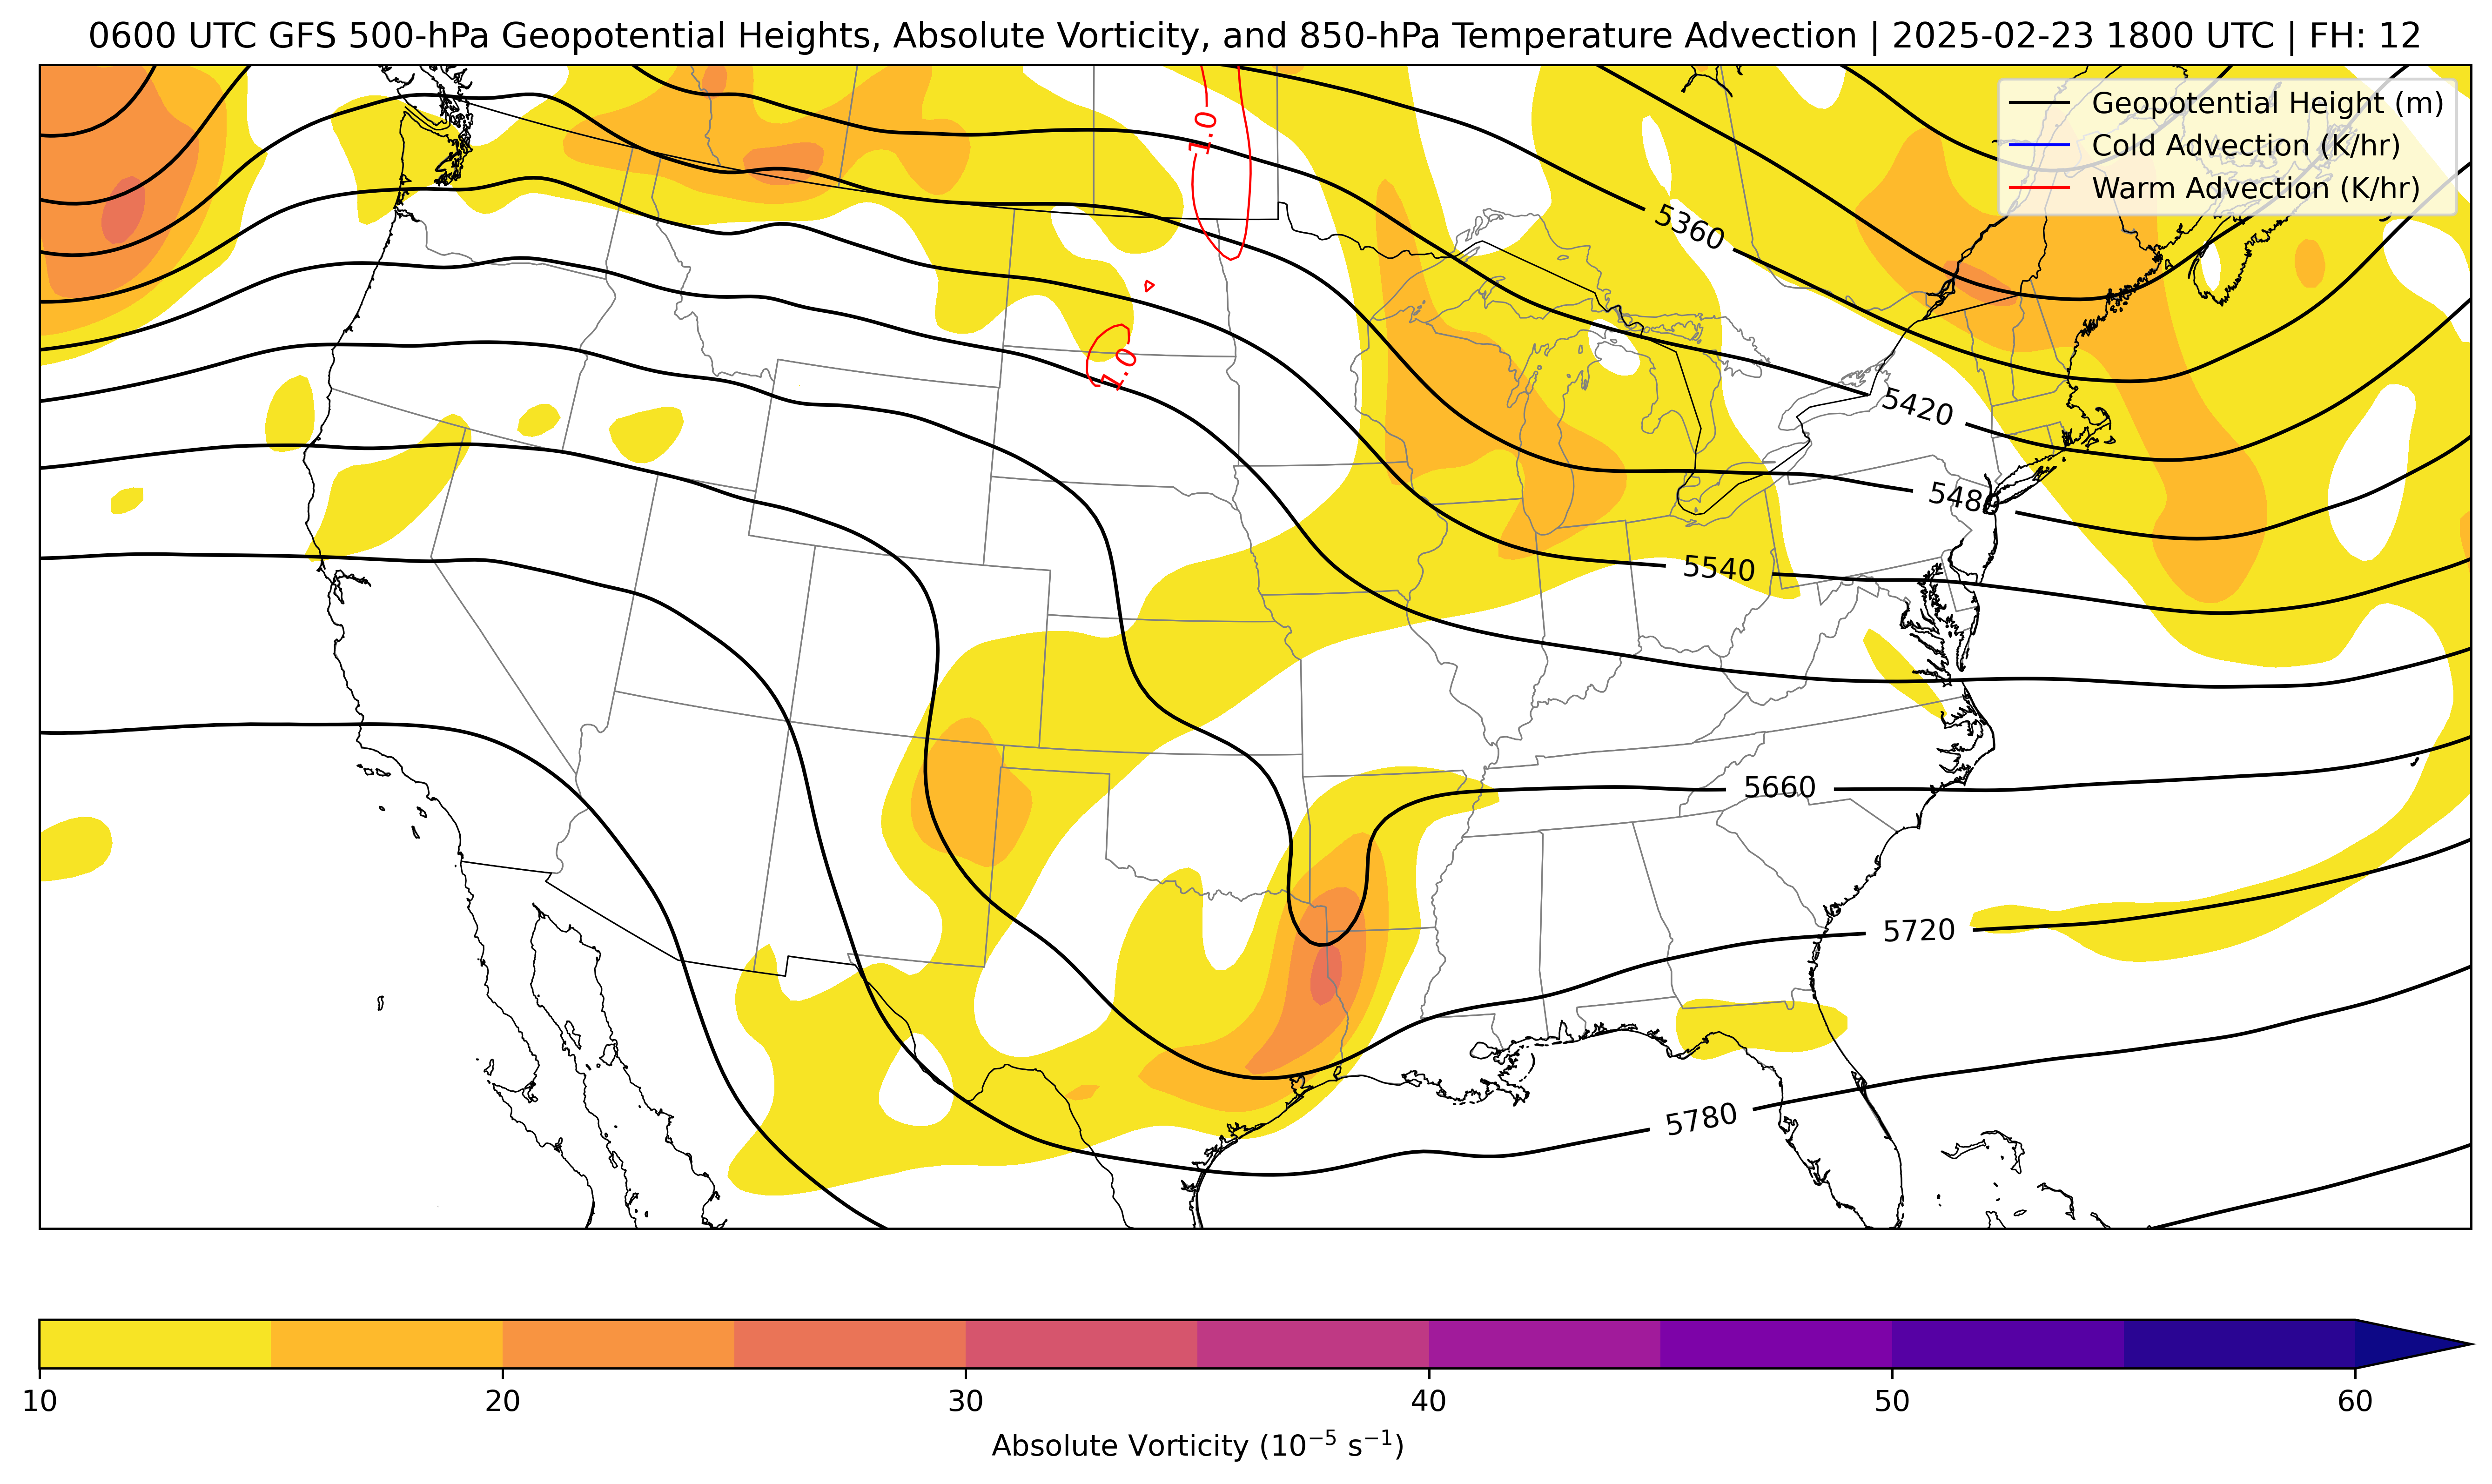 0600 UTC GFS 500-hPa Geopotential Heights, Absolute Vorticity, and 850-hPa Temperature Advection | 2025-02-23 1800 UTC | FH: 12
Geopotential Height (m)
Cold Advection (K/hr)
Warm Advection (K/hr)
1.0
5360
1.0
5420
5480
5540
5660
5720
5780
10 20 30 40 50 60
Absolute Vorticity (10⁻⁵ s⁻¹)